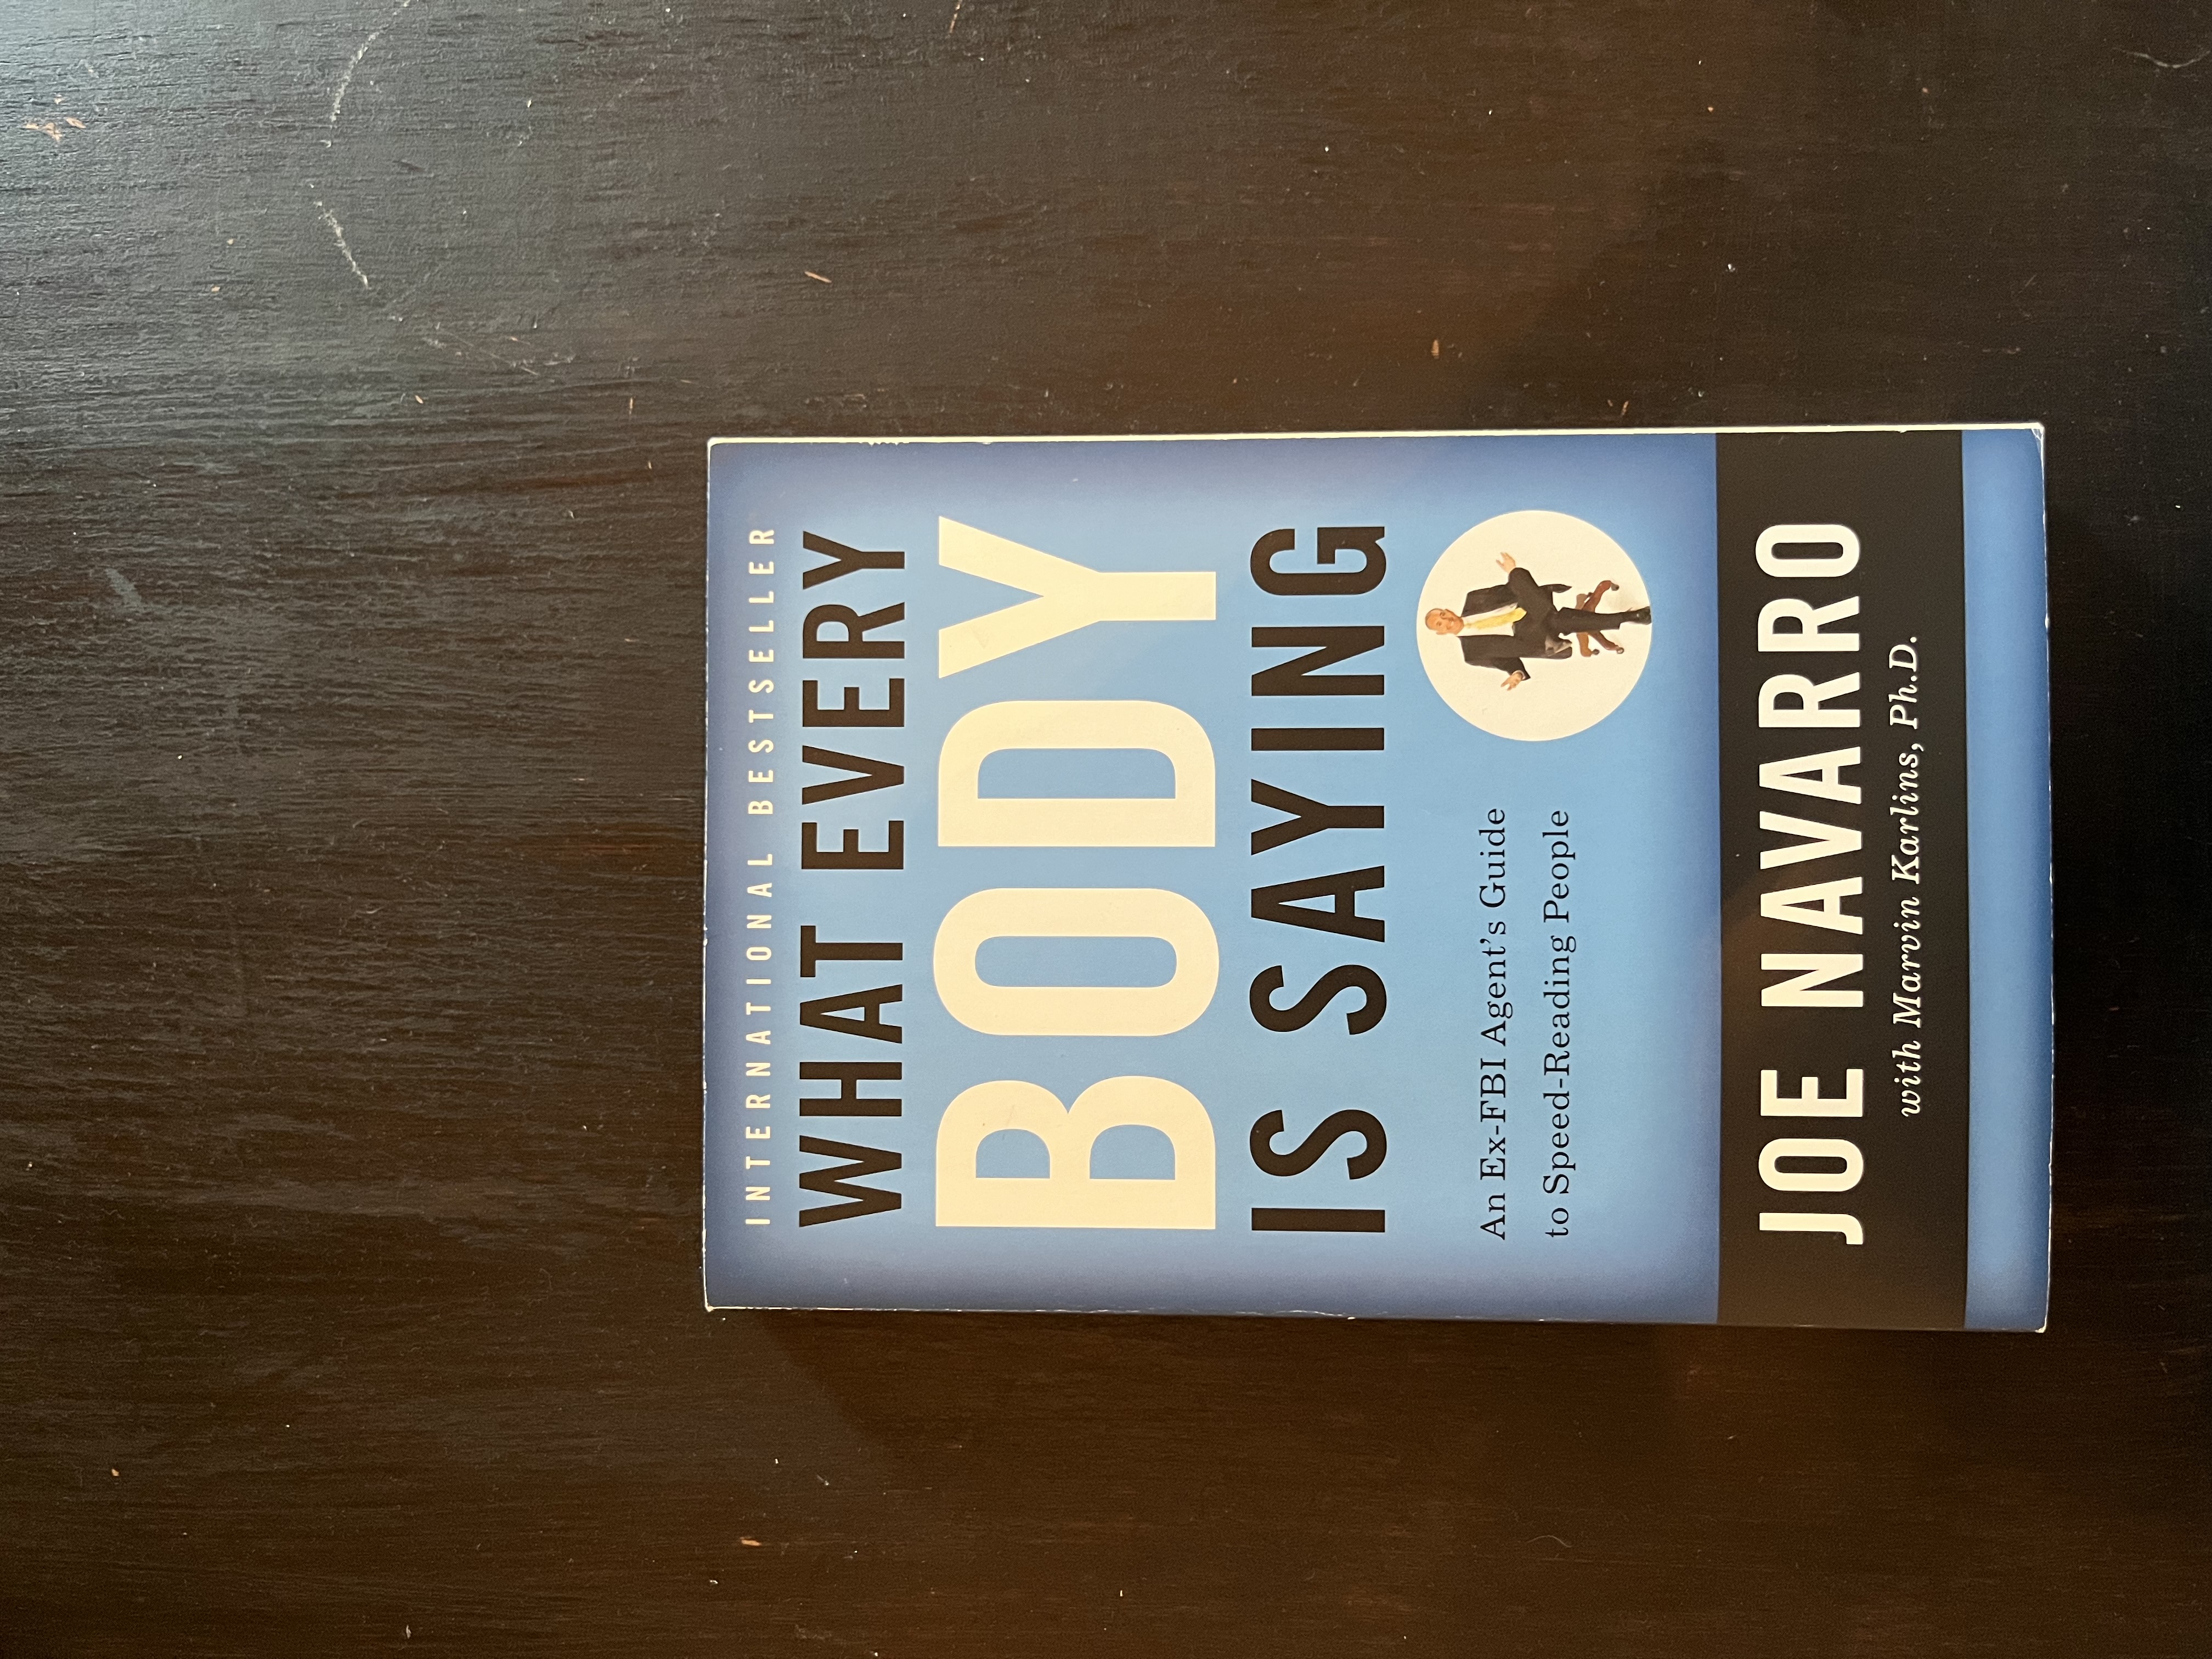 INTERNATIONAL BESTSELLER
WHAT EVERY
BODY
IS SAYING
An Ex-FBI Agent's Guide
to Speed-Reading People
JOE NAVARRO
with Marvin Karlins, Ph.D.